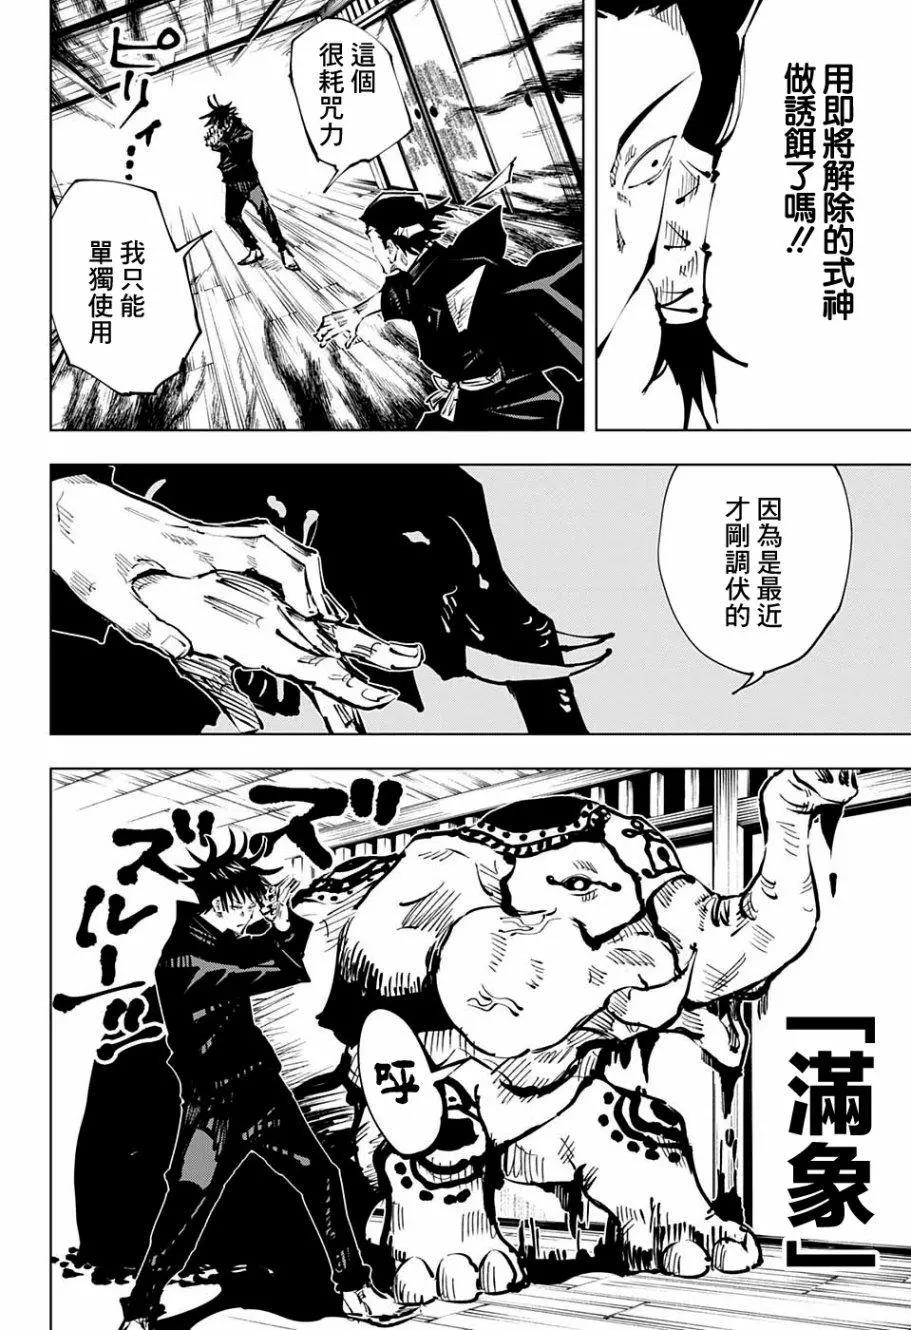 用即將解除的式神
做誘餌了嗎!!
這個
很耗咒力
ピリィ…
我只能
單獨使用
因為是最近
才剛調伏的
ズズ
ズルーッ
呼
「滿象」